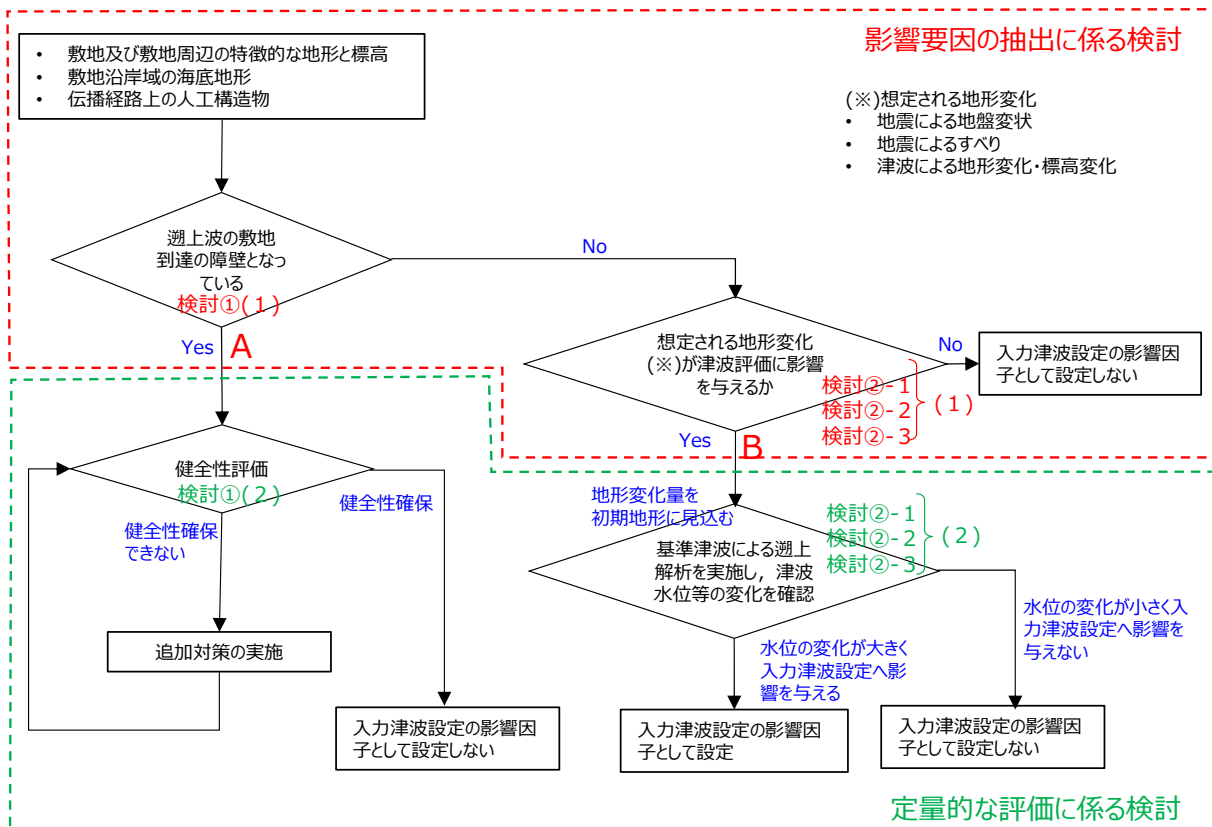 影響要因の抽出に係る検討
• 敷地及び敷地周辺の特徴的な地形と標高
• 敷地沿岸域の海底地形
• 伝播経路上の人工構造物
(※)想定される地形変化
• 地震による地盤変状
• 地震によるすべり
• 津波による地形変化・標高変化
遡上波の敷地
到達の障壁となっ
ている
検討①(1)
No
Yes
A
想定される地形変化
(※)が津波評価に影響
を与えるか
検討②-1
検討②-2
検討②-3
(1)
No
入力津波設定の影響因
子として設定しない
Yes
B
健全性評価
検討①(2)
健全性確保
できない
健全性確保
追加対策の実施
入力津波設定の影響因
子として設定しない
地形変化量を
初期地形に見込む
基準津波による遡上
解析を実施し，津波
水位等の変化を確認
検討②-1
検討②-2
検討②-3
(2)
水位の変化が大きく
入力津波設定へ影
響を与える
水位の変化が小さく入
力津波設定へ影響を
与えない
入力津波設定の影響因
子として設定
入力津波設定の影響因
子として設定しない
定量的な評価に係る検討